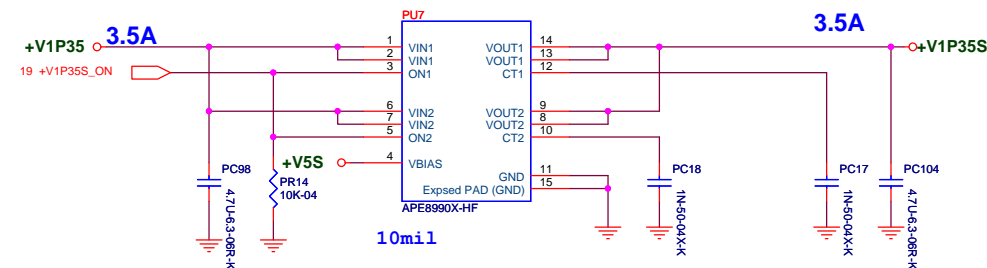 PU7
+V1P35
3.5A
3.5A
+V1P35S
19 +V1P35S_ON
1 VIN1
2 VIN1
3 ON1
6 VIN2
7 VIN2
5 ON2
4 VBIAS
VOUT1 14
VOUT1 13
CT1 12
VOUT2 9
VOUT2 8
CT2 10
GND 11
Expsed PAD (GND) 15
+V5S
APE8990X-HF
10mil
PC98
4.7U-6.3-06R-K
PR14
10K-04
PC18
1N-50-04X-K
PC17
1N-50-04X-K
PC104
4.7U-6.3-06R-K